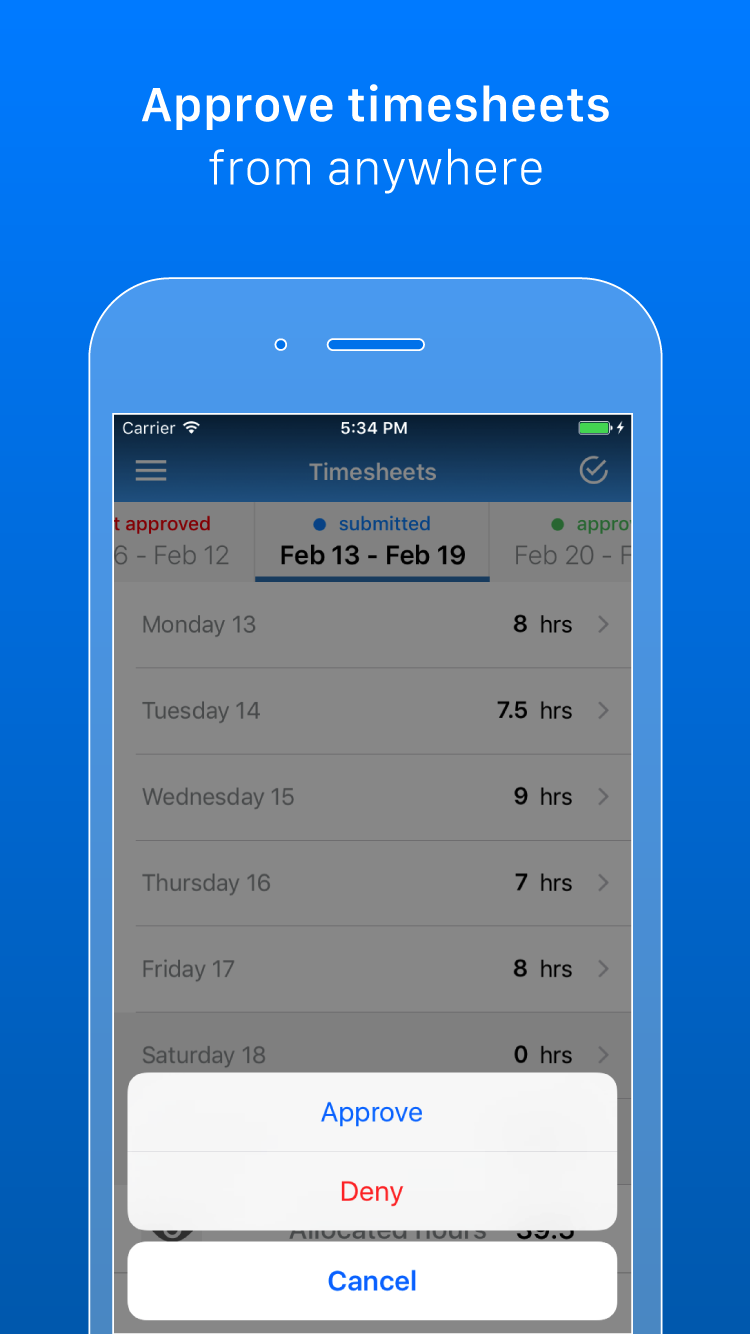 Approve timesheets
from anywhere
Carrier 5:34 PM
Timesheets
t approved submitted
6 - Feb 12 Feb 13 - Feb 19 Feb 20 - F
Monday 13 8 hrs
Tuesday 14 7.5 hrs
Wednesday 15 9 hrs
Thursday 16 7 hrs
Friday 17 8 hrs
Saturday 18 0 hrs
Approve
Deny
Allocated hours 39.5
Cancel